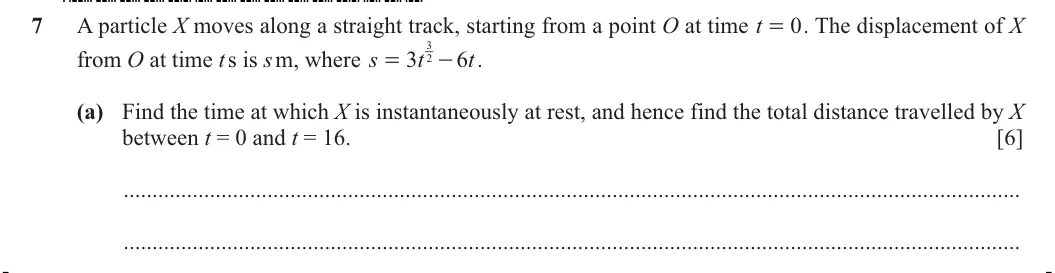 7 A particle X moves along a straight track, starting from a point O at time t = 0. The displacement of X
from O at time t s is s m, where s = 3t^{\frac{3}{2}} − 6t.
(a) Find the time at which X is instantaneously at rest, and hence find the total distance travelled by X
between t = 0 and t = 16. [6]